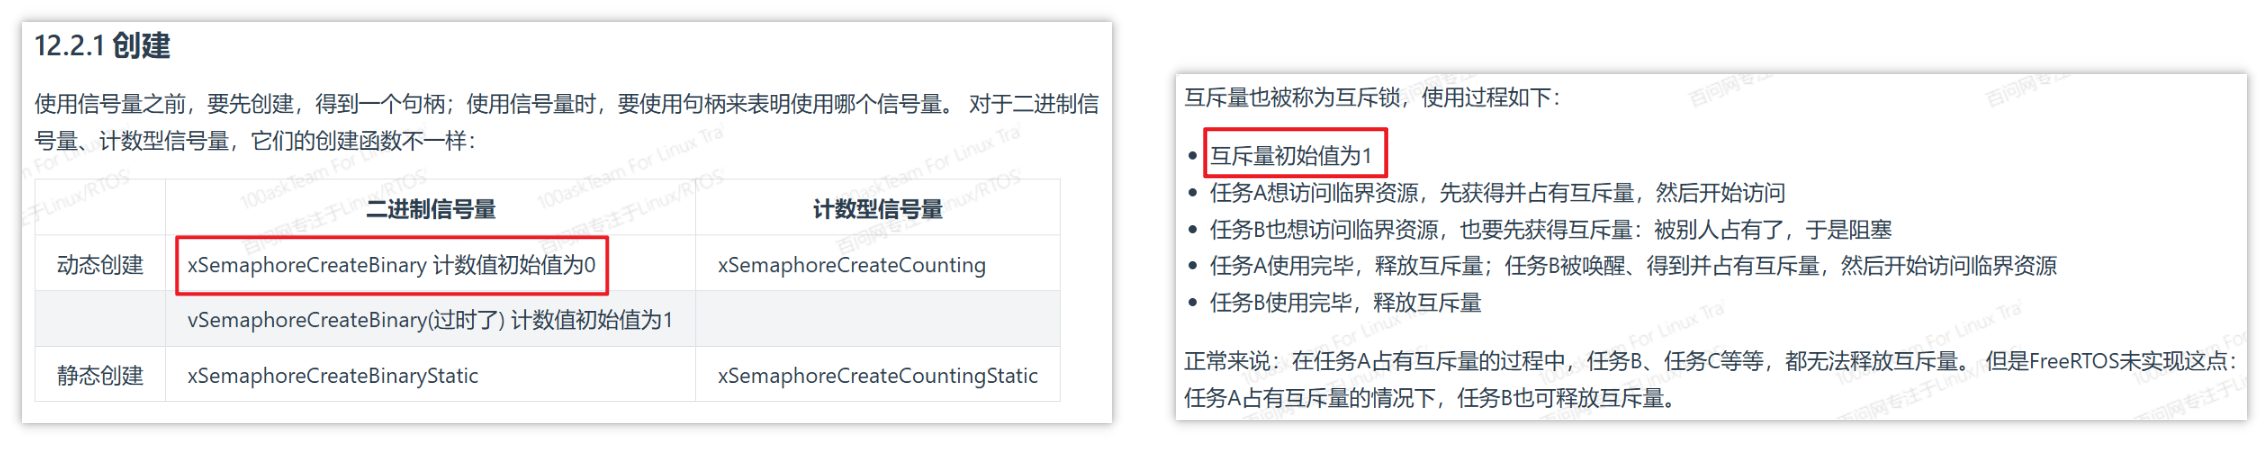 12.2.1 创建
使用信号量之前，要先创建，得到一个句柄；使用信号量时，要使用句柄来表明使用哪个信号量。 对于二进制信
号量、计数型信号量，它们的创建函数不一样：
二进制信号量 计数型信号量
动态创建 xSemaphoreCreateBinary 计数值初始值为0 xSemaphoreCreateCounting
vSemaphoreCreateBinary(过时了) 计数值初始值为1
静态创建 xSemaphoreCreateBinaryStatic xSemaphoreCreateCountingStatic
互斥量也被称为互斥锁，使用过程如下：
互斥量初始值为1
任务A想访问临界资源，先获得并占有互斥量，然后开始访问
任务B也想访问临界资源，也要先获得互斥量：被别人占有了，于是阻塞
任务A使用完毕，释放互斥量；任务B被唤醒、得到并占有互斥量，然后开始访问临界资源
任务B使用完毕，释放互斥量
正常来说：在任务A占有互斥量的过程中，任务B、任务C等等，都无法释放互斥量。 但是FreeRTOS未实现这点：
任务A占有互斥量的情况下，任务B也可释放互斥量。
100askTeam For Linux Tra
百问网专注于Linux/RTOS